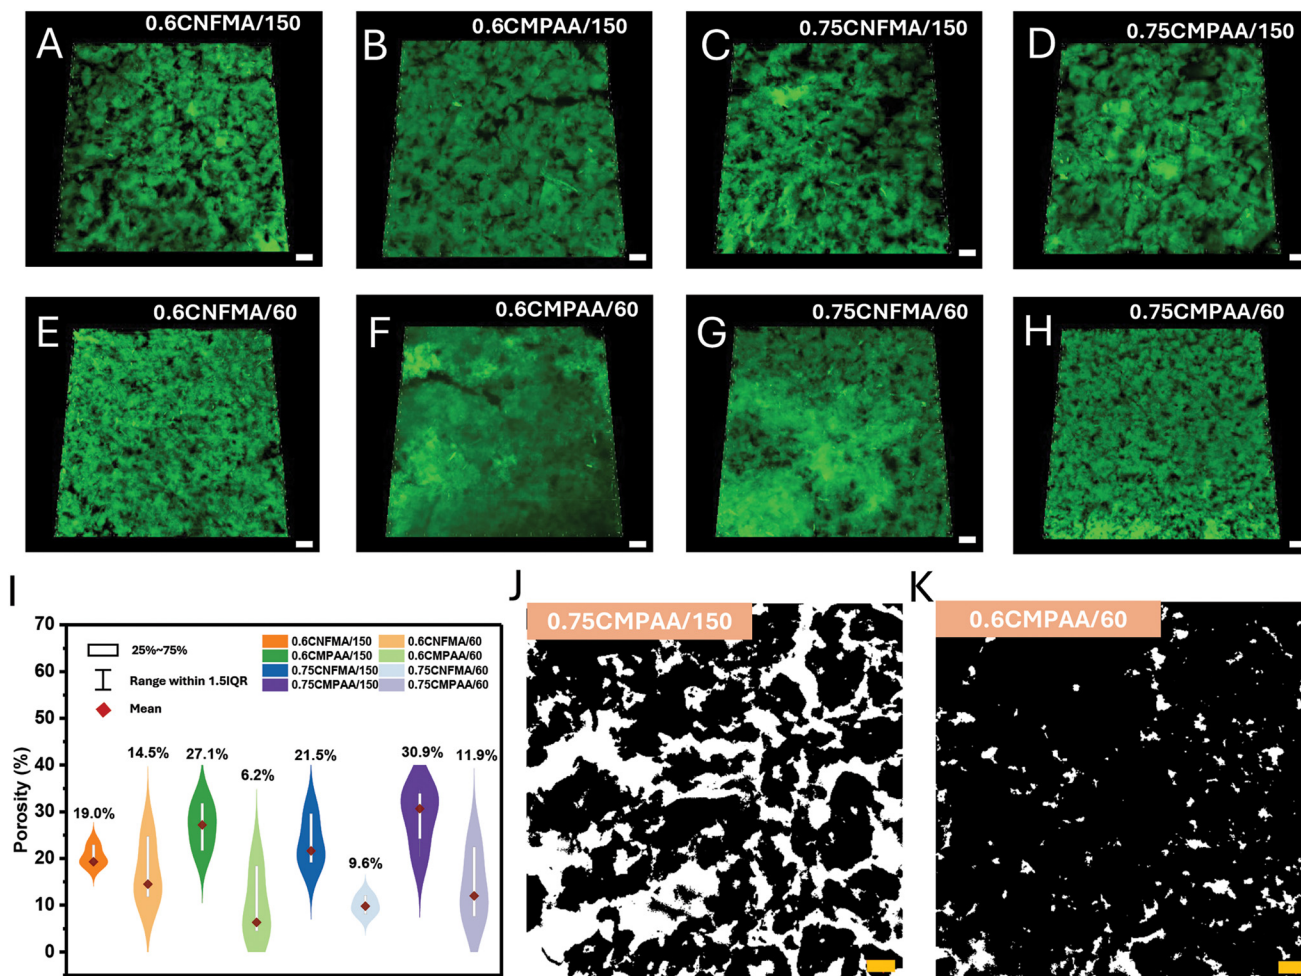 A 0.6CNFMA/150
B 0.6CMPAA/150
C 0.75CNFMA/150
D 0.75CMPAA/150
E 0.6CNFMA/60
F 0.6CMPAA/60
G 0.75CNFMA/60
H 0.75CMPAA/60
I
Porosity (%)
70
60
50
40
30
20
10
0
25%~75%
Range within 1.5IQR
Mean
0.6CNFMA/150 0.6CNFMA/60
0.6CMPAA/150 0.6CMPAA/60
0.75CNFMA/150 0.75CNFMA/60
0.75CMPAA/150 0.75CMPAA/60
19.0%
14.5%
27.1%
6.2%
21.5%
9.6%
30.9%
11.9%
J
0.75CMPAA/150
K
0.6CMPAA/60